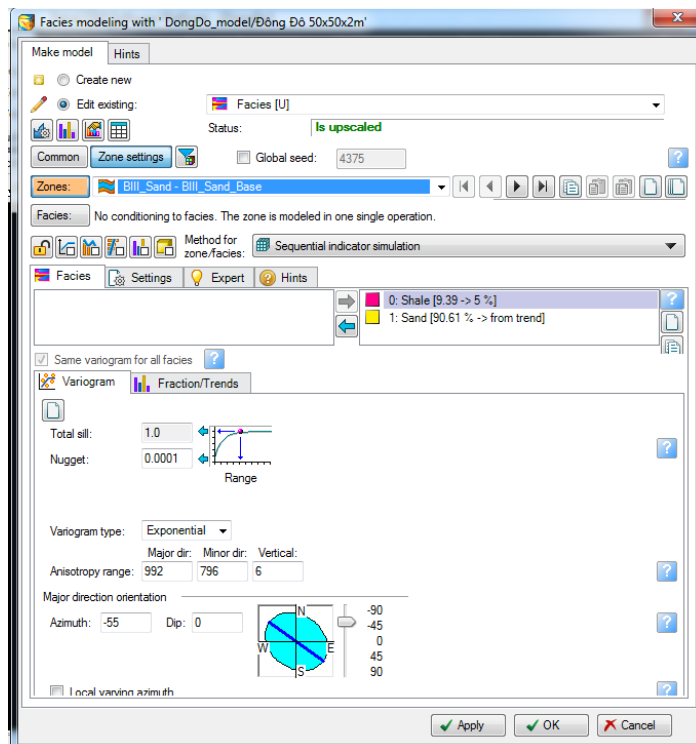 Facies modeling with ' DongDo_model/Đông Đô 50x50x2m'
Make model Hints
Create new
Edit existing: Facies [U]
Status: Is upscaled
Common Zone settings Global seed: 4375
Zones: BIII_Sand - BIII_Sand_Base
Facies: No conditioning to facies. The zone is modeled in one single operation.
Method for zone/facies: Sequential indicator simulation
Facies Settings Expert Hints
0: Shale [9.39 -> 5 %]
1: Sand [90.61 % -> from trend]
Same variogram for all facies
Variogram Fraction/Trends
Total sill: 1.0
Nugget: 0.0001
Range
Variogram type: Exponential
Major dir: Minor dir: Vertical:
Anisotropy range: 992 796 6
Major direction orientation
Azimuth: -55 Dip: 0
N
W E
S
-90
-45
0
45
90
Local varying azimuth
Apply OK Cancel